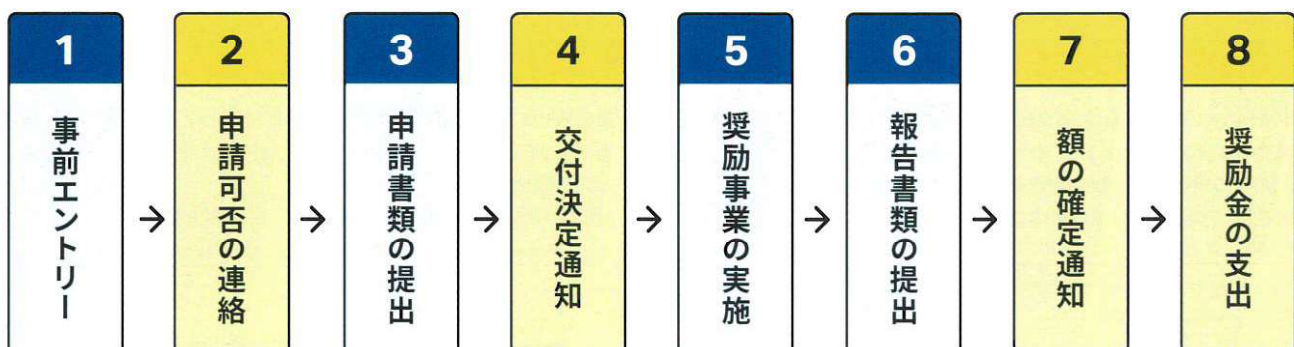 1
事前エントリー
→
2
申請可否の連絡
→
3
申請書類の提出
→
4
交付決定通知
→
5
奨励事業の実施
→
6
報告書類の提出
→
7
額の確定通知
→
8
奨励金の支出